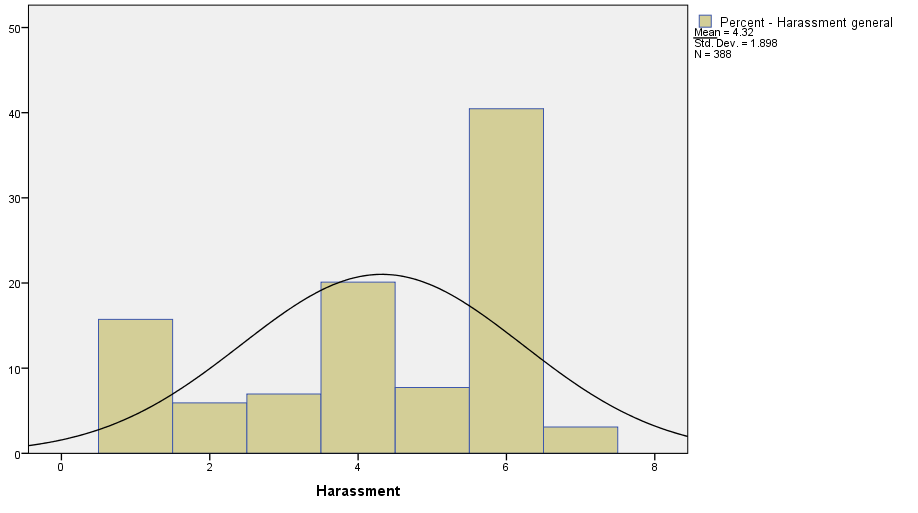 50
40
30
20
10
0
0 2 4 6 8
Harassment
Percent - Harassment general
Mean = 4.32
Std. Dev. = 1.898
N = 388